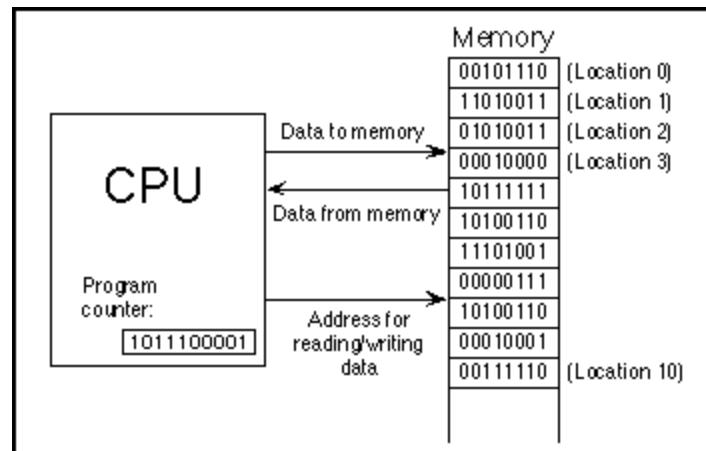 Memory
00101110 (Location 0)
11010011 (Location 1)
01010011 (Location 2)
00010000 (Location 3)
10111111
10100110
11101001
00000111
10100110
00010001
00111110 (Location 10)
Data to memory
CPU
Data from memory
Program
counter:
1011100001
Address for
reading/writing
data